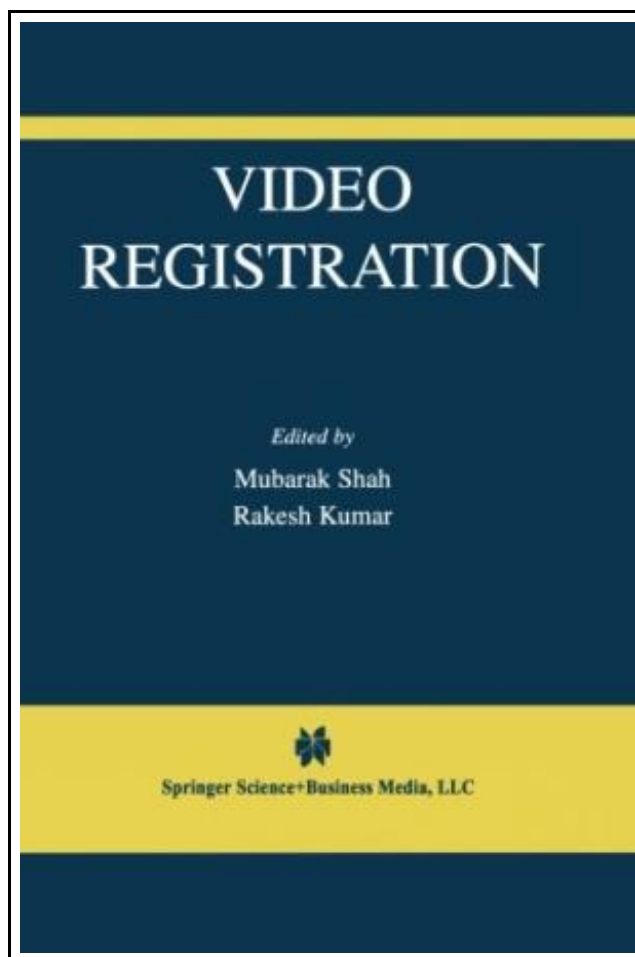 VIDEO
REGISTRATION
Edited by
Mubarak Shah
Rakesh Kumar
Springer Science+Business Media, LLC